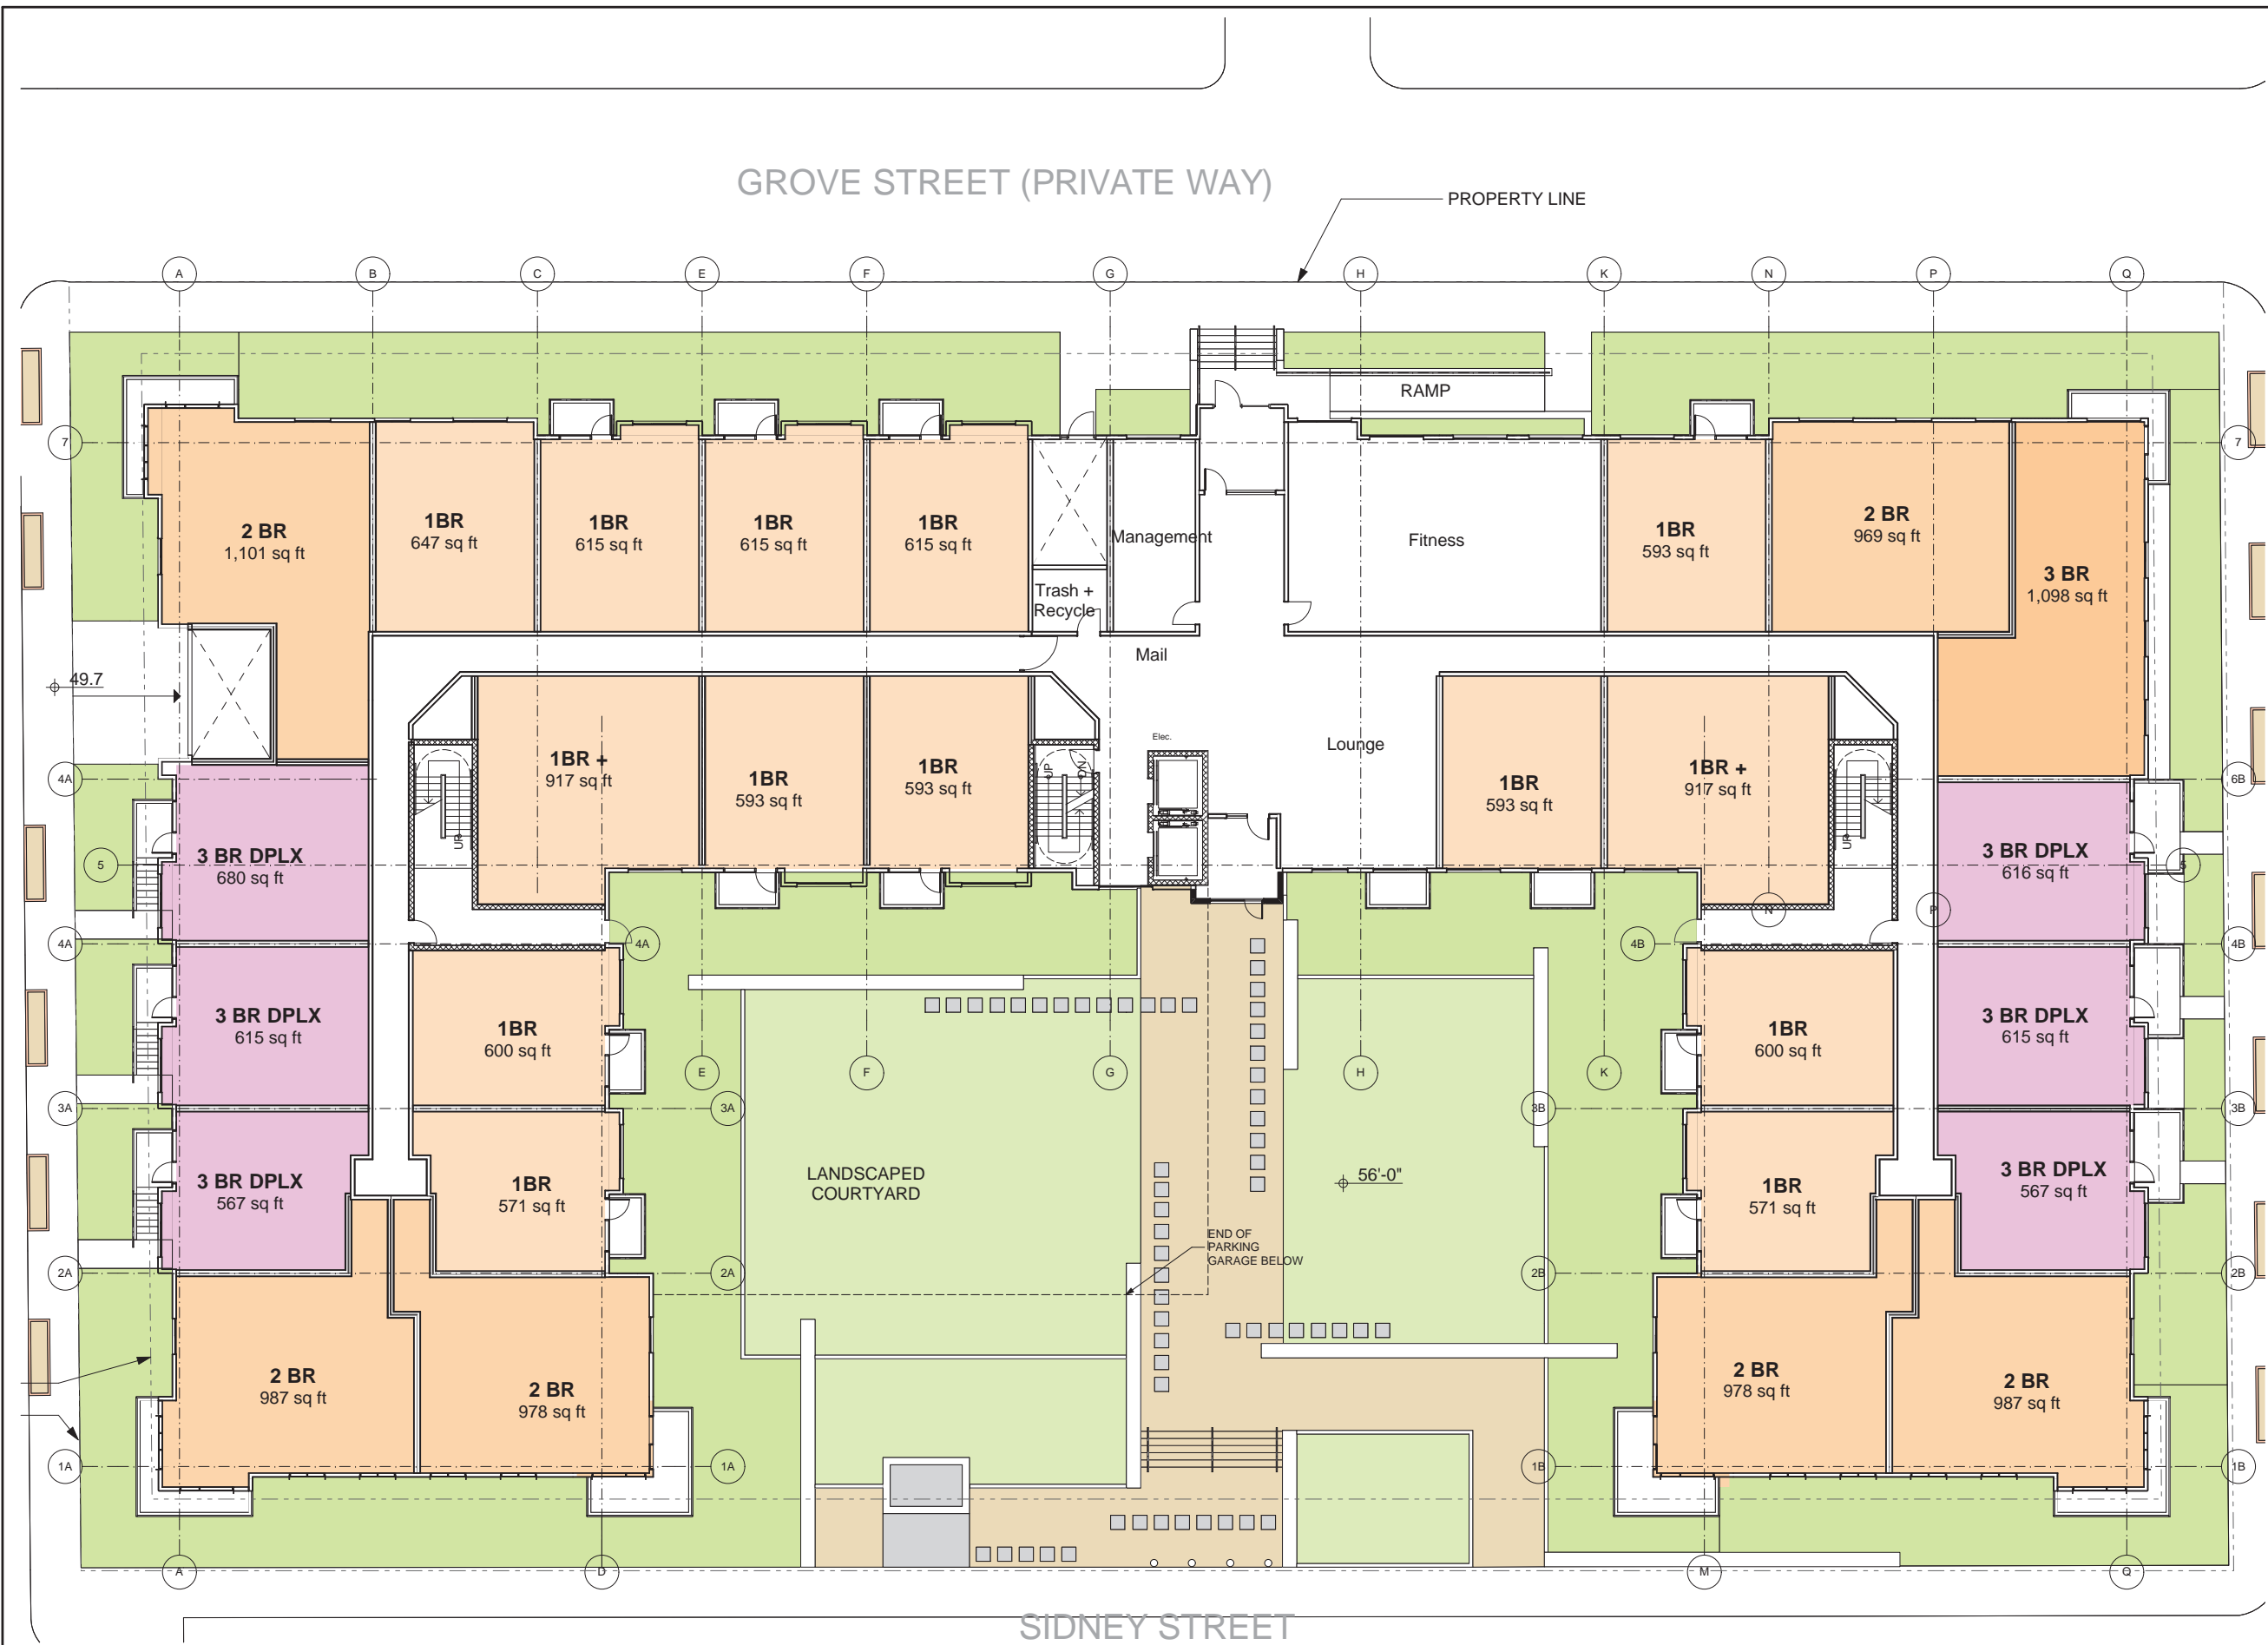 GROVE STREET (PRIVATE WAY)
PROPERTY LINE
A
B
C
E
F
G
H
K
N
P
Q
RAMP
7
7
2 BR
1,101 sq ft
1BR
647 sq ft
1BR
615 sq ft
1BR
615 sq ft
1BR
615 sq ft
Management
Fitness
1BR
593 sq ft
2 BR
969 sq ft
3 BR
1,098 sq ft
Trash +
Recycle
Mail
49.7
Elec.
Lounge
1BR +
917 sq ft
1BR
593 sq ft
1BR
593 sq ft
1BR
593 sq ft
1BR +
917 sq ft
4A
6B
UP
UP
DN
UP
5
5
3 BR DPLX
680 sq ft
3 BR DPLX
616 sq ft
N
P
4A
4A
4B
4B
3 BR DPLX
615 sq ft
1BR
600 sq ft
1BR
600 sq ft
3 BR DPLX
615 sq ft
E
F
G
H
K
3A
3A
3B
3B
LANDSCAPED
COURTYARD
56'-0"
3 BR DPLX
567 sq ft
1BR
571 sq ft
1BR
571 sq ft
3 BR DPLX
567 sq ft
END OF
PARKING
GARAGE BELOW
2A
2A
2B
2B
2 BR
987 sq ft
2 BR
978 sq ft
2 BR
978 sq ft
2 BR
987 sq ft
1A
1A
1B
1B
A
D
M
Q
SIDNEY STREET